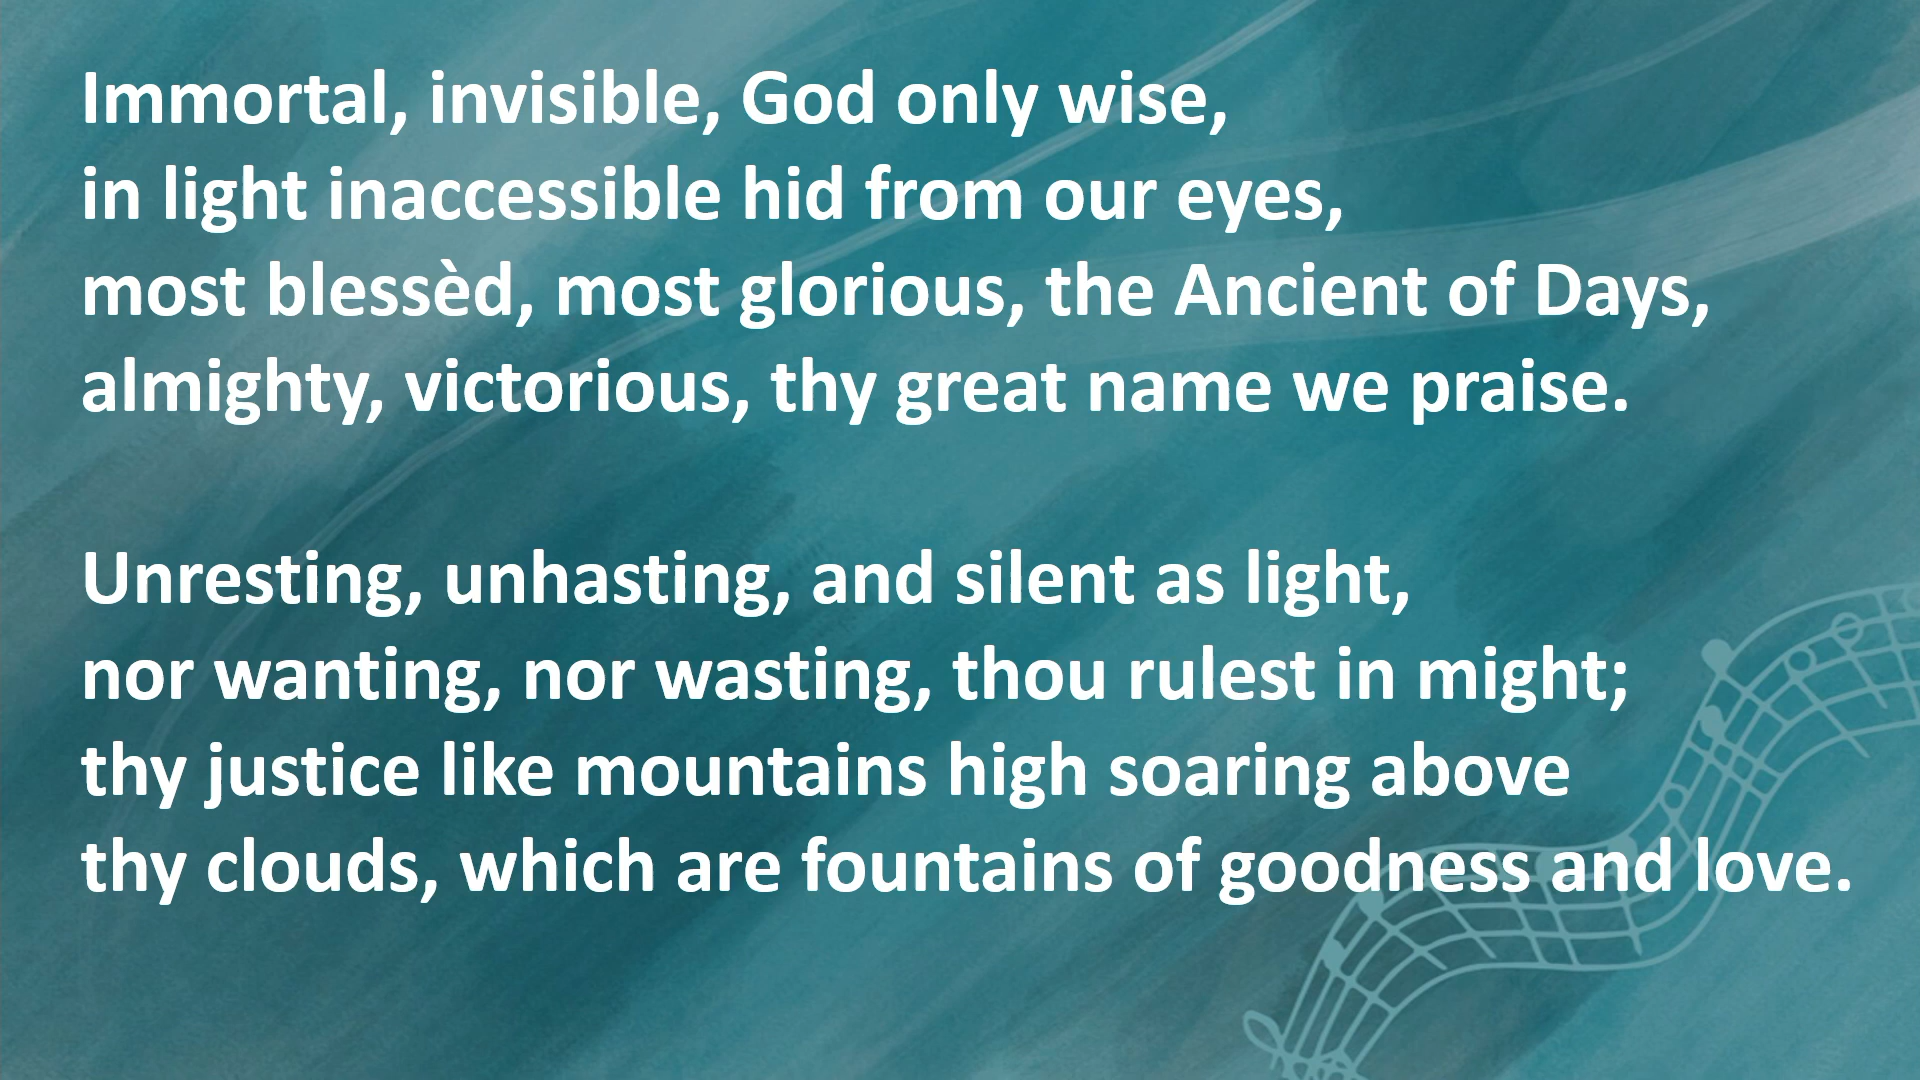 Immortal, invisible, God only wise,
in light inaccessible hid from our eyes,
most blessèd, most glorious, the Ancient of Days,
almighty, victorious, thy great name we praise.
Unresting, unhasting, and silent as light,
nor wanting, nor wasting, thou rulest in might;
thy justice like mountains high soaring above
thy clouds, which are fountains of goodness and love.